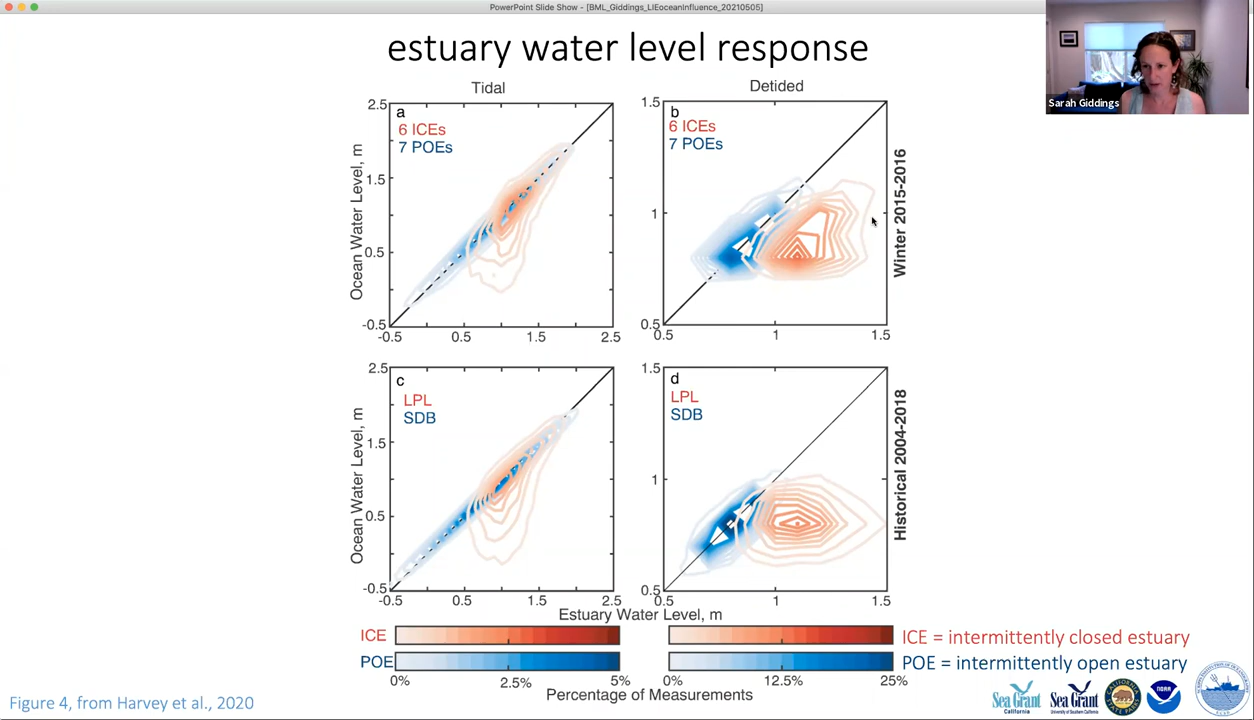 PowerPoint Slide Show - [BML_Giddings_LIEoceanInfluence_20210505]
estuary water level response
Sarah Giddings
Tidal
Detided
2.5
1.5
0.5
-0.5
Ocean Water Level, m
a
6 ICEs
7 POEs
-0.5 0.5 1.5 2.5
1.5
1
0.5
b
6 ICEs
7 POEs
0.5 1 1.5
Winter 2015-2016
2.5
1.5
0.5
-0.5
Ocean Water Level, m
c
LPL
SDB
-0.5 0.5 1.5 2.5
1.5
1
0.5
d
LPL
SDB
0.5 1 1.5
Historical 2004-2018
Estuary Water Level, m
ICE
POE
0% 2.5% 5%
0% 12.5% 25%
Percentage of Measurements
ICE = intermittently closed estuary
POE = intermittently open estuary
Figure 4, from Harvey et al., 2020
Sea Grant
California
Sea Grant
University of Southern California
NOAA